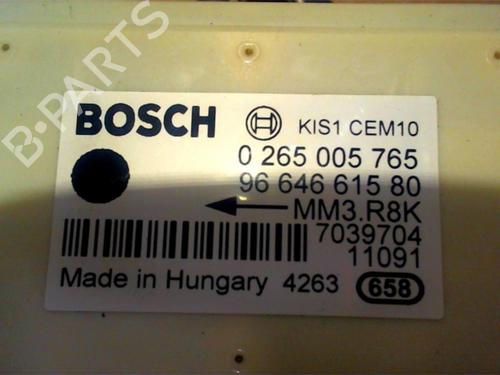 B-PARTS
BOSCH KIS1 CEM10
0 265 005 765
96 646 615 80
MM3.R8K
7039704
11091
Made in Hungary 4263 658